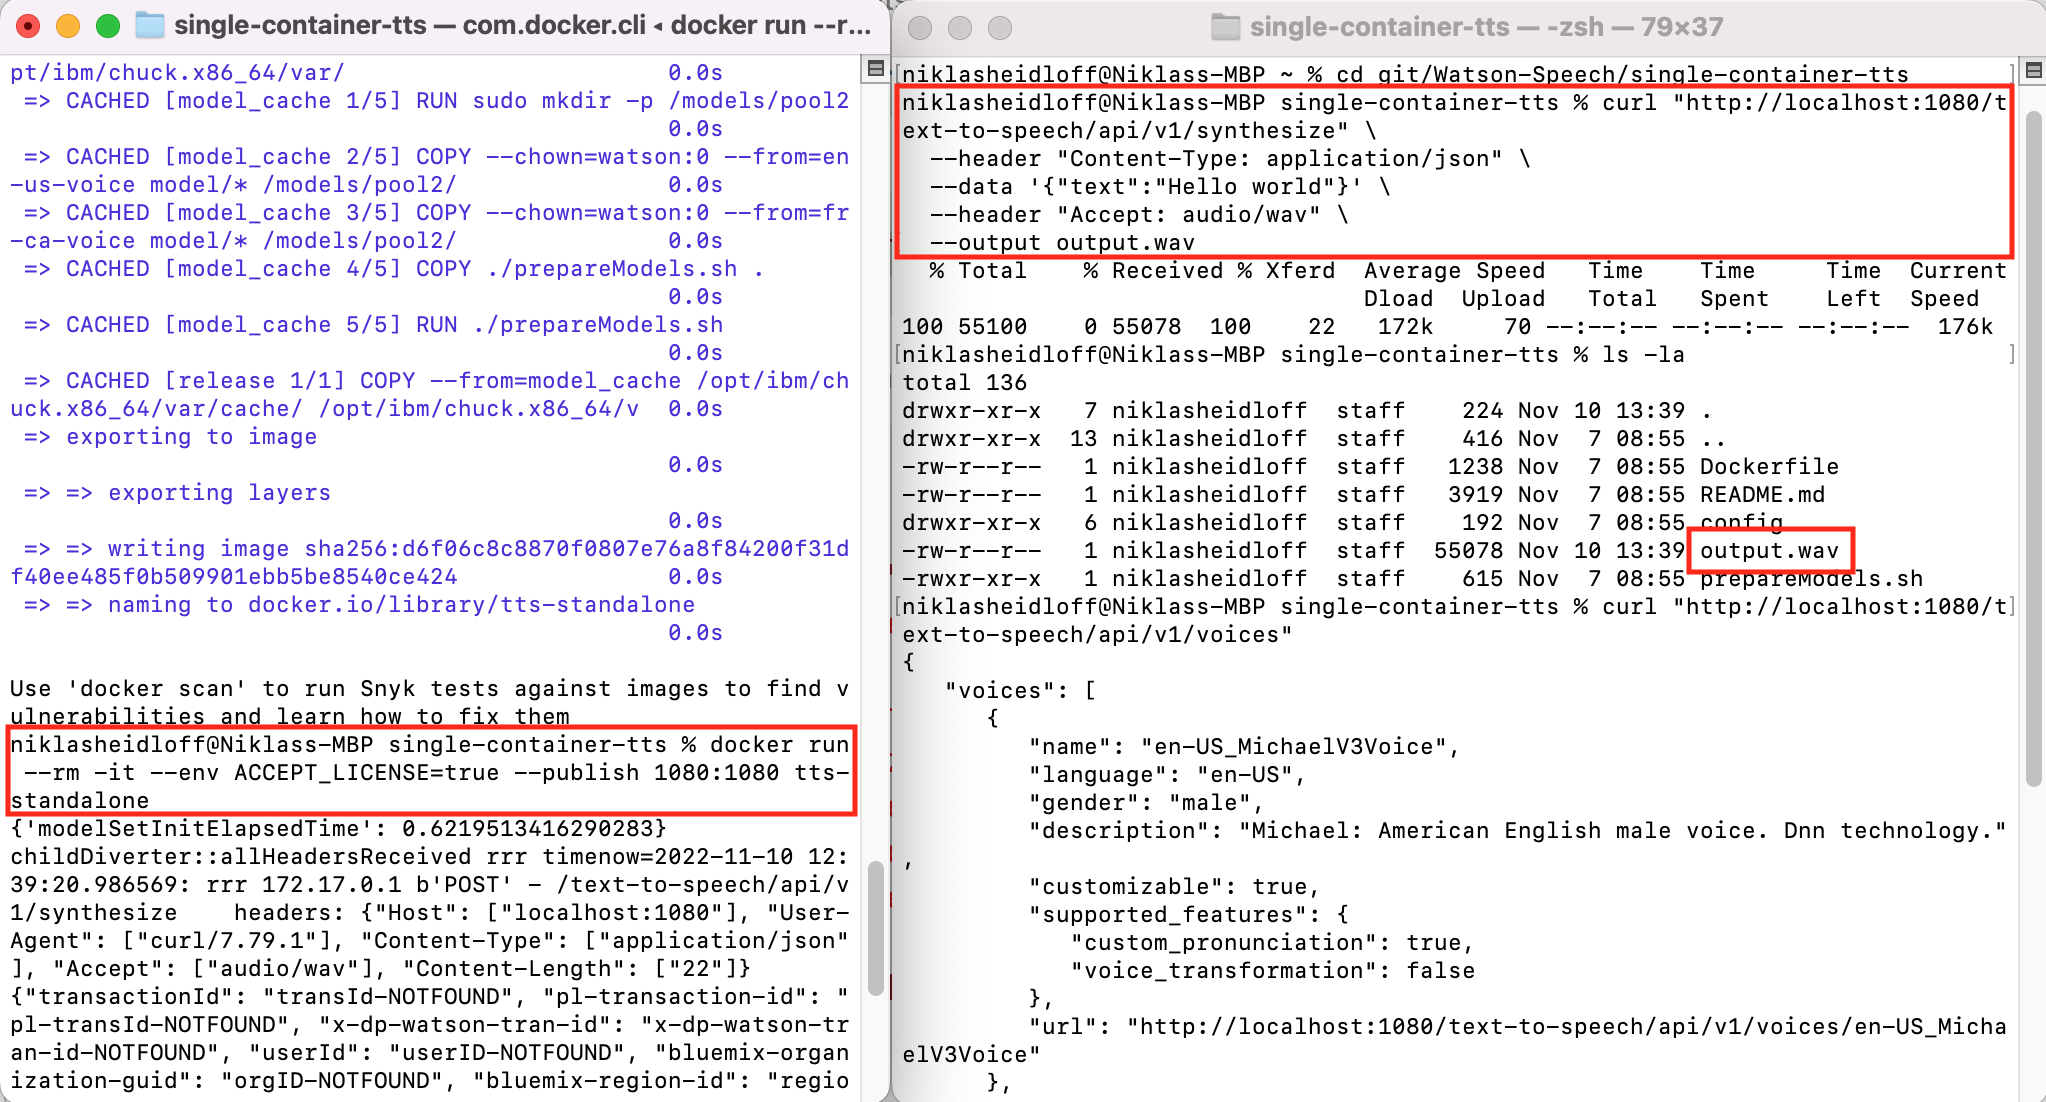 single-container-tts — com.docker.cli ◂ docker run --r...
pt/ibm/chuck.x86_64/var/ 0.0s
=> CACHED [model_cache 1/5] RUN sudo mkdir -p /models/pool2
0.0s
=> CACHED [model_cache 2/5] COPY --chown=watson:0 --from=en
-us-voice model/* /models/pool2/ 0.0s
=> CACHED [model_cache 3/5] COPY --chown=watson:0 --from=fr
-ca-voice model/* /models/pool2/ 0.0s
=> CACHED [model_cache 4/5] COPY ./prepareModels.sh .
0.0s
=> CACHED [model_cache 5/5] RUN ./prepareModels.sh
0.0s
=> CACHED [release 1/1] COPY --from=model_cache /opt/ibm/ch
uck.x86_64/var/cache/ /opt/ibm/chuck.x86_64/v 0.0s
=> exporting to image
0.0s
=> => exporting layers
0.0s
=> => writing image sha256:d6f06c8c8870f0807e76a8f84200f31d
f40ee485f0b509901ebb5be8540ce424 0.0s
=> => naming to docker.io/library/tts-standalone
0.0s
Use 'docker scan' to run Snyk tests against images to find v
ulnerabilities and learn how to fix them
niklasheidloff@Niklass-MBP single-container-tts % docker run
--rm -it --env ACCEPT_LICENSE=true --publish 1080:1080 tts-
standalone
{'modelSetInitElapsedTime': 0.6219513416290283}
childDiverter::allHeadersReceived rrr timenow=2022-11-10 12:
39:20.986569: rrr 172.17.0.1 b'POST' - /text-to-speech/api/v
1/synthesize headers: {"Host": ["localhost:1080"], "User-
Agent": ["curl/7.79.1"], "Content-Type": ["application/json"
], "Accept": ["audio/wav"], "Content-Length": ["22"]}
{"transactionId": "transId-NOTFOUND", "pl-transaction-id": "
pl-transId-NOTFOUND", "x-dp-watson-tran-id": "x-dp-watson-tr
an-id-NOTFOUND", "userId": "userID-NOTFOUND", "bluemix-organ
ization-guid": "orgID-NOTFOUND", "bluemix-region-id": "regio
single-container-tts — -zsh — 79×37
[niklasheidloff@Niklass-MBP ~ % cd git/Watson-Speech/single-container-tts ]
niklasheidloff@Niklass-MBP single-container-tts % curl "http://localhost:1080/t
ext-to-speech/api/v1/synthesize" \
--header "Content-Type: application/json" \
--data '{"text":"Hello world"}' \
--header "Accept: audio/wav" \
--output output.wav
% Total % Received % Xferd Average Speed Time Time Time Current
Dload Upload Total Spent Left Speed
100 55100 0 55078 100 22 172k 70 --:--:-- --:--:-- --:--:-- 176k
[niklasheidloff@Niklass-MBP single-container-tts % ls -la ]
total 136
drwxr-xr-x 7 niklasheidloff staff 224 Nov 10 13:39 .
drwxr-xr-x 13 niklasheidloff staff 416 Nov 7 08:55 ..
-rw-r--r-- 1 niklasheidloff staff 1238 Nov 7 08:55 Dockerfile
-rw-r--r-- 1 niklasheidloff staff 3919 Nov 7 08:55 README.md
drwxr-xr-x 6 niklasheidloff staff 192 Nov 7 08:55 config
-rw-r--r-- 1 niklasheidloff staff 55078 Nov 10 13:39 output.wav
-rwxr-xr-x 1 niklasheidloff staff 615 Nov 7 08:55 prepareModels.sh
[niklasheidloff@Niklass-MBP single-container-tts % curl "http://localhost:1080/t]
ext-to-speech/api/v1/voices"
{
"voices": [
{
"name": "en-US_MichaelV3Voice",
"language": "en-US",
"gender": "male",
"description": "Michael: American English male voice. Dnn technology."
,
"customizable": true,
"supported_features": {
"custom_pronunciation": true,
"voice_transformation": false
},
"url": "http://localhost:1080/text-to-speech/api/v1/voices/en-US_Micha
elV3Voice"
},